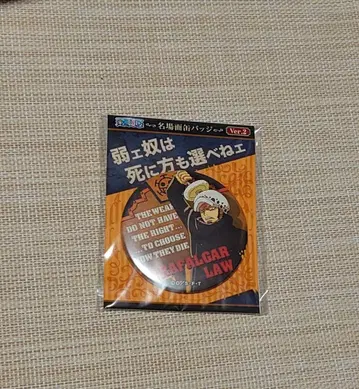 名場面缶バッジ Ver.2
弱ェ奴は
死に方も選べねェ
THE WEAK
DO NOT HAVE
THE RIGHT...
...TO CHOOSE
HOW THEY DIE
TRAFALGAR
LAW